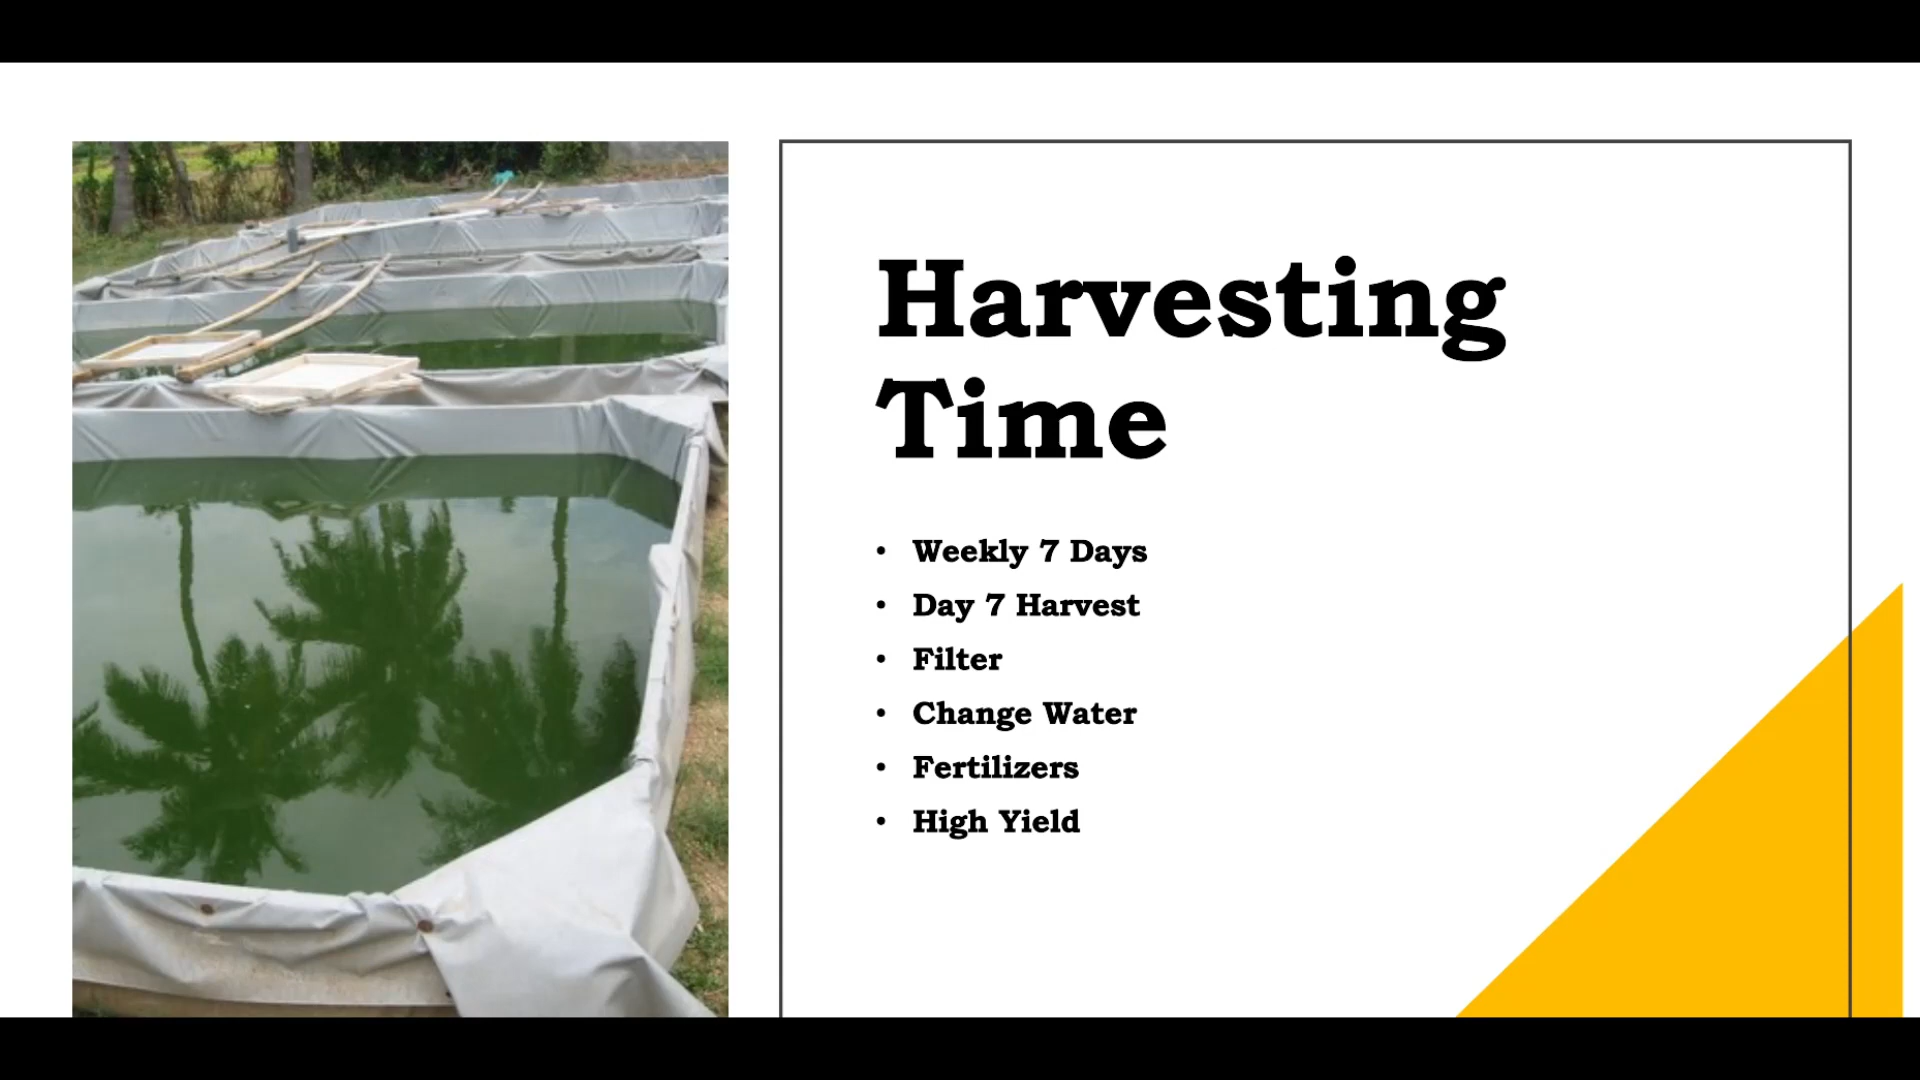 Harvesting
Time
• Weekly 7 Days
• Day 7 Harvest
• Filter
• Change Water
• Fertilizers
• High Yield